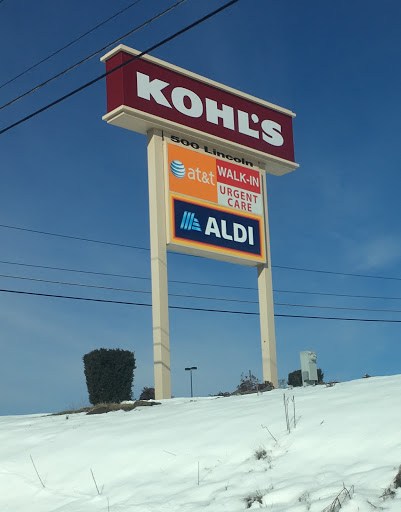 KOHL'S
500 Lincoln
at&t
WALK-IN
URGENT
CARE
ALDI